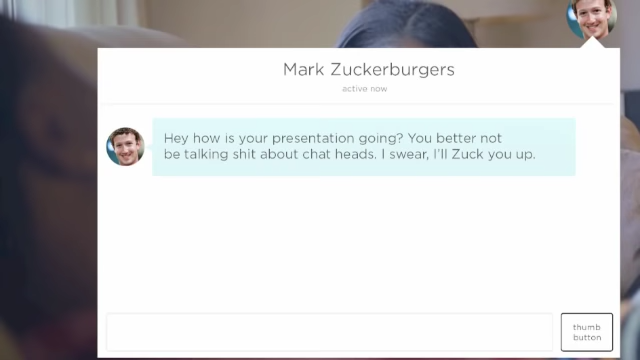 Mark Zuckerburgers
active now
Hey how is your presentation going? You better not
be talking shit about chat heads. I swear, I'll Zuck you up.
thumb
button